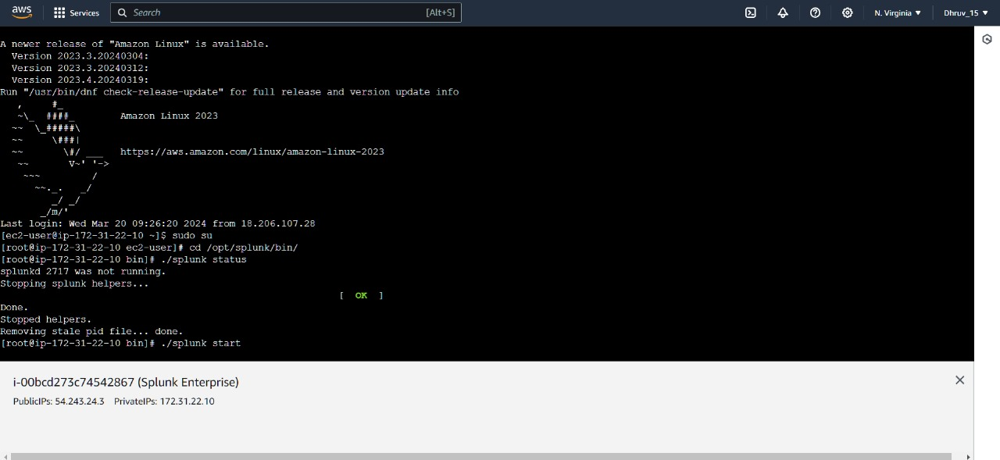 aws Services Search [Alt+S] N. Virginia ▼ Dhruv_15 ▼
A newer release of "Amazon Linux" is available.
  Version 2023.3.20240304:
  Version 2023.3.20240312:
  Version 2023.4.20240319:
Run "/usr/bin/dnf check-release-update" for full release and version update info
   ,     #_
   ~\_  ####_        Amazon Linux 2023
  ~~  \_#####\
  ~~     \###|
  ~~       \#/ ___   https://aws.amazon.com/linux/amazon-linux-2023
   ~~       V~' '->
    ~~~         /
      ~~._.   _/
         _/ _/
       _/m/'
Last login: Wed Mar 20 09:26:20 2024 from 18.206.107.28
[ec2-user@ip-172-31-22-10 ~]$ sudo su
[root@ip-172-31-22-10 ec2-user]# cd /opt/splunk/bin/
[root@ip-172-31-22-10 bin]# ./splunk status
splunkd 2717 was not running.
Stopping splunk helpers...
[  OK  ]
Done.
Stopped helpers.
Removing stale pid file... done.
[root@ip-172-31-22-10 bin]# ./splunk start
i-00bcd273c74542867 (Splunk Enterprise)
PublicIPs: 54.243.24.3 PrivateIPs: 172.31.22.10